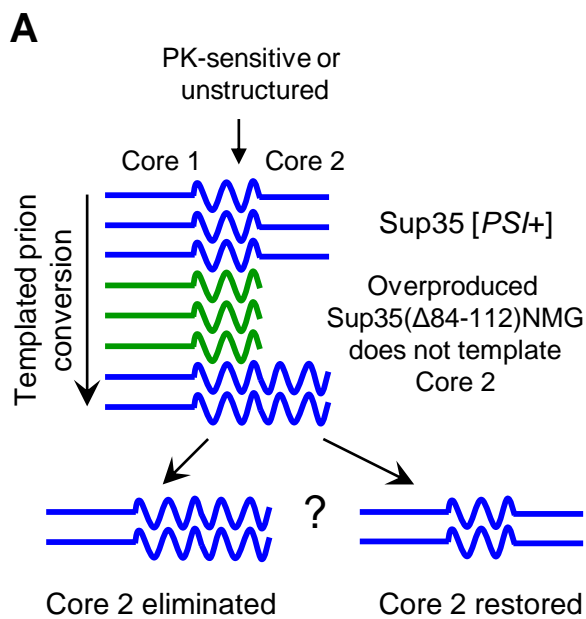 A
PK-sensitive or
unstructured
Core 1
Core 2
Templated prion
conversion
Sup35 [PSI+]
Overproduced
Sup35(Δ84-112)NMG
does not template
Core 2
?
Core 2 eliminated
Core 2 restored